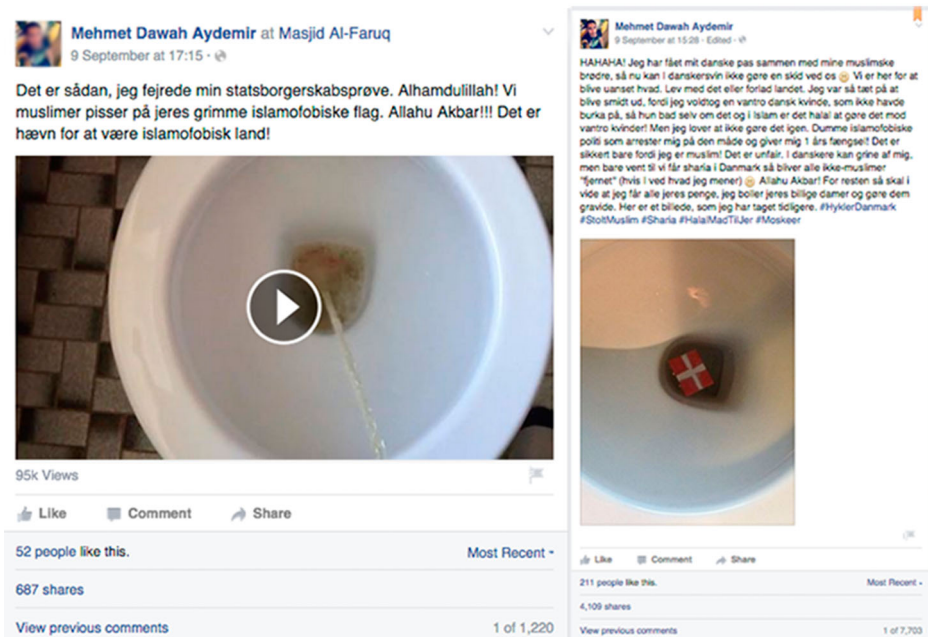 Mehmet Dawah Aydemir at Masjid Al-Faruq
9 September at 17:15 ·
Det er sådan, jeg fejrede min statsborgerskabsprøve. Alhamdulillah! Vi
muslimer pisser på jeres grimme islamofobiske flag. Allahu Akbar!!! Det er
hævn for at være islamofobisk land!
95k Views
Like Comment Share
52 people like this.
Most Recent
687 shares
View previous comments
1 of 1,220
Mehmet Dawah Aydemir
9 September at 15:28 · Edited ·
HAHAHA! Jeg har fået mit danske pas sammen med mine muslimske
brødre, så nu kan I danskersvin ikke gøre en skid ved os Vi er her for at
blive uanset hvad. Lev med det eller forlad landet. Jeg var så tæt på at
blive smidt ud, fordi jeg voldtog en vantro dansk kvinde, som ikke havde
burka på, så hun bad selv om det og i Islam er det halal at gøre det mod
vantro kvinder! Men jeg lover at ikke gøre det igen. Dumme islamofobiske
politi som arrester mig på den måde og giver mig 1 års fængsel! Det er
sikkert bare fordi jeg er muslim! Det er unfair. I danskere kan grine af mig,
men bare vent til vi får sharia i Danmark så bliver alle ikke-muslimer
"fjernet" (hvis I ved hvad jeg mener) Allahu Akbar! For resten så skal I
vide at jeg får alle jeres penge, jeg boller jeres billige damer og gøre dem
gravide. Her er et billede, som jeg har taget tidligere. #HyklerDanmark
#StoltMuslim #Sharia #HalalMadTilJer #Moskeer
Like Comment Share
211 people like this.
Most Recent
4,109 shares
View previous comments
1 of 7,703